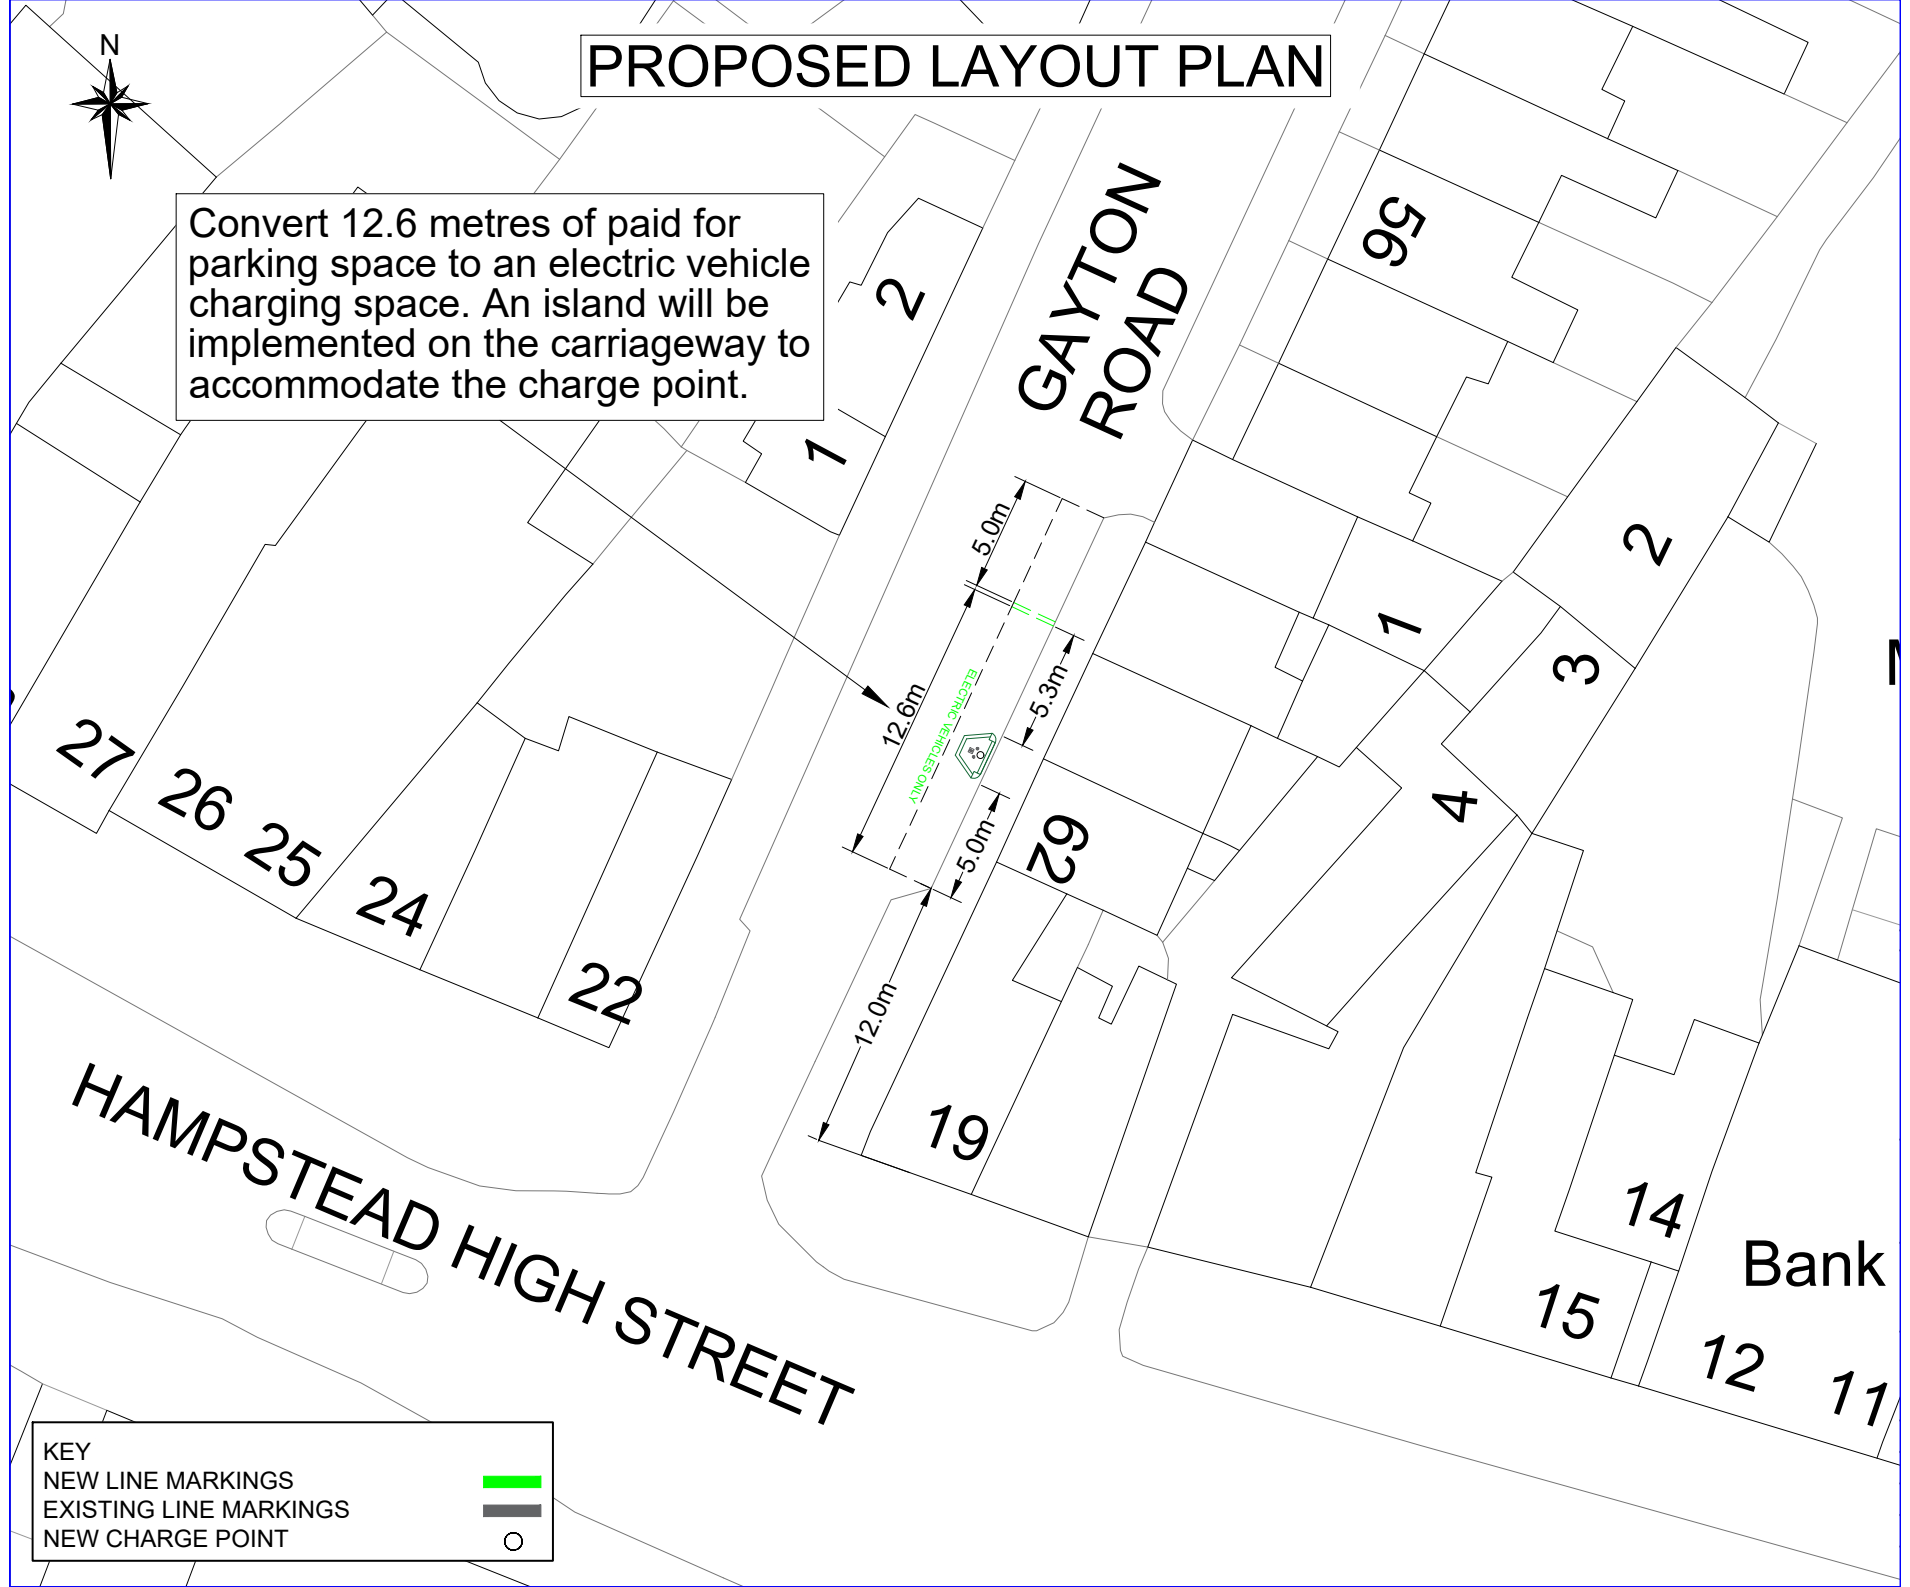 N
PROPOSED LAYOUT PLAN
Convert 12.6 metres of paid for
parking space to an electric vehicle
charging space. An island will be
implemented on the carriageway to
accommodate the charge point.
GAYTON
ROAD
56
2
1
5.0m
12.6m
ELECTRIC VEHICLES ONLY
5.3m
5.0m
12.0m
62
2
1
3
4
27
26
25
24
22
19
14
15
Bank
12
11
HAMPSTEAD HIGH STREET
KEY
NEW LINE MARKINGS
EXISTING LINE MARKINGS
NEW CHARGE POINT